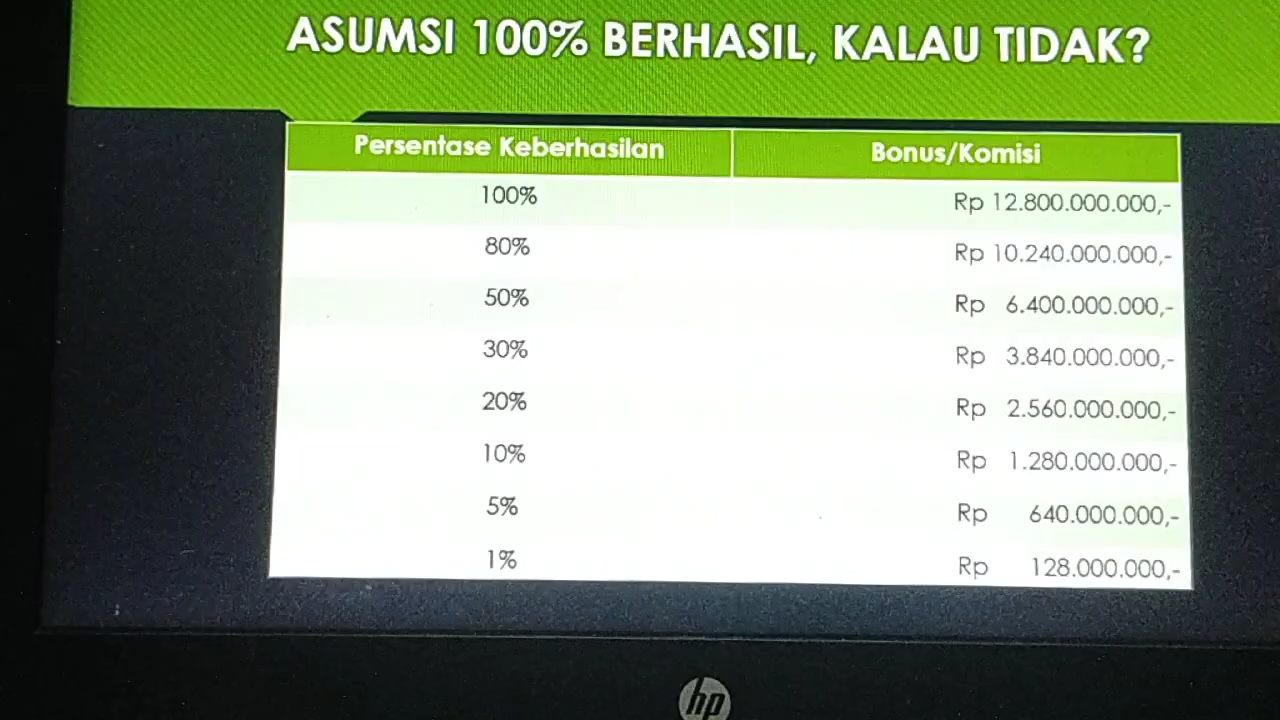 ASUMSI 100% BERHASIL, KALAU TIDAK?
Persentase Keberhasilan Bonus/Komisi
100% Rp 12.800.000.000,-
80% Rp 10.240.000.000,-
50% Rp 6.400.000.000,-
30% Rp 3.840.000.000,-
20% Rp 2.560.000.000,-
10% Rp 1.280.000.000,-
5% Rp 640.000.000,-
1% Rp 128.000.000,-
hp